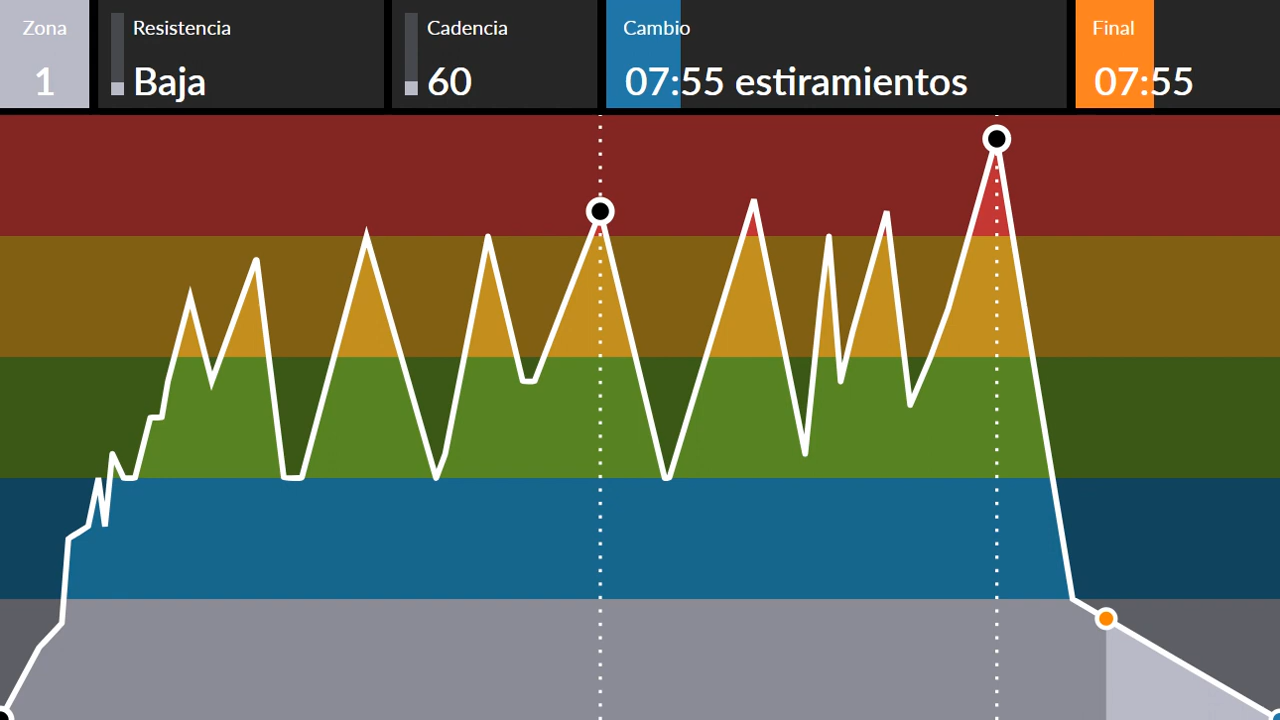 Zona
1
Resistencia
Baja
Cadencia
60
Cambio
07:55 estiramientos
Final
07:55